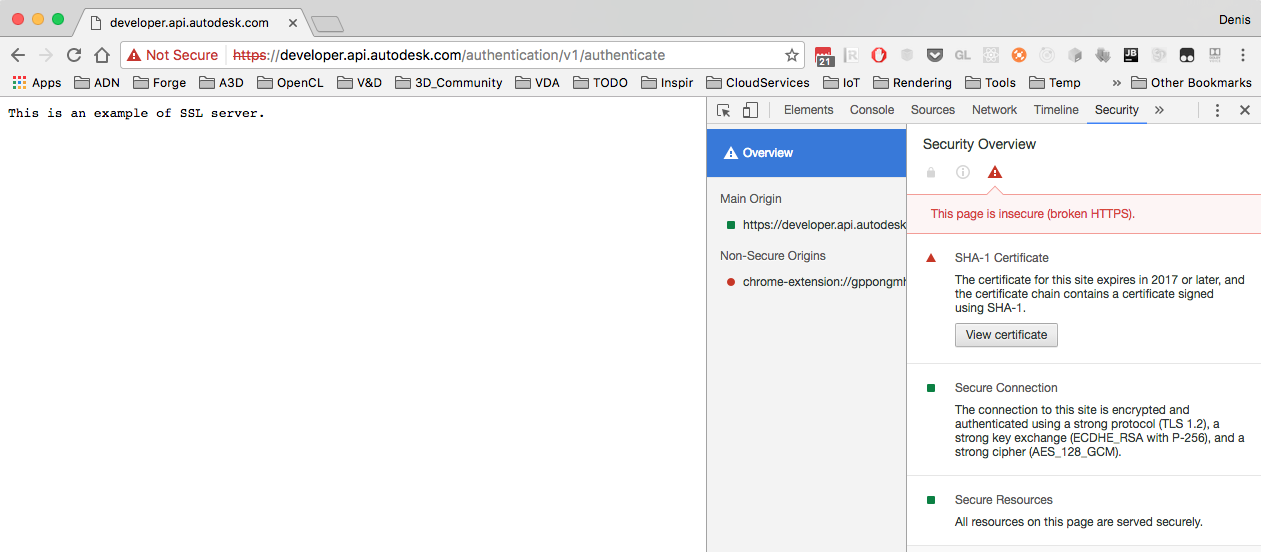 developer.api.autodesk.com
Denis
Not Secure https://developer.api.autodesk.com/authentication/v1/authenticate
21
GL
JB
Apps ADN Forge A3D OpenCL V&D 3D_Community VDA TODO Inspir CloudServices IoT Rendering Tools Temp » Other Bookmarks
This is an example of SSL server.
Elements Console Sources Network Timeline Security »
Overview
Main Origin
https://developer.api.autodesk
Non-Secure Origins
chrome-extension://gppongmh
Security Overview
This page is insecure (broken HTTPS).
SHA-1 Certificate
The certificate for this site expires in 2017 or later, and
the certificate chain contains a certificate signed
using SHA-1.
View certificate
Secure Connection
The connection to this site is encrypted and
authenticated using a strong protocol (TLS 1.2), a
strong key exchange (ECDHE_RSA with P-256), and a
strong cipher (AES_128_GCM).
Secure Resources
All resources on this page are served securely.